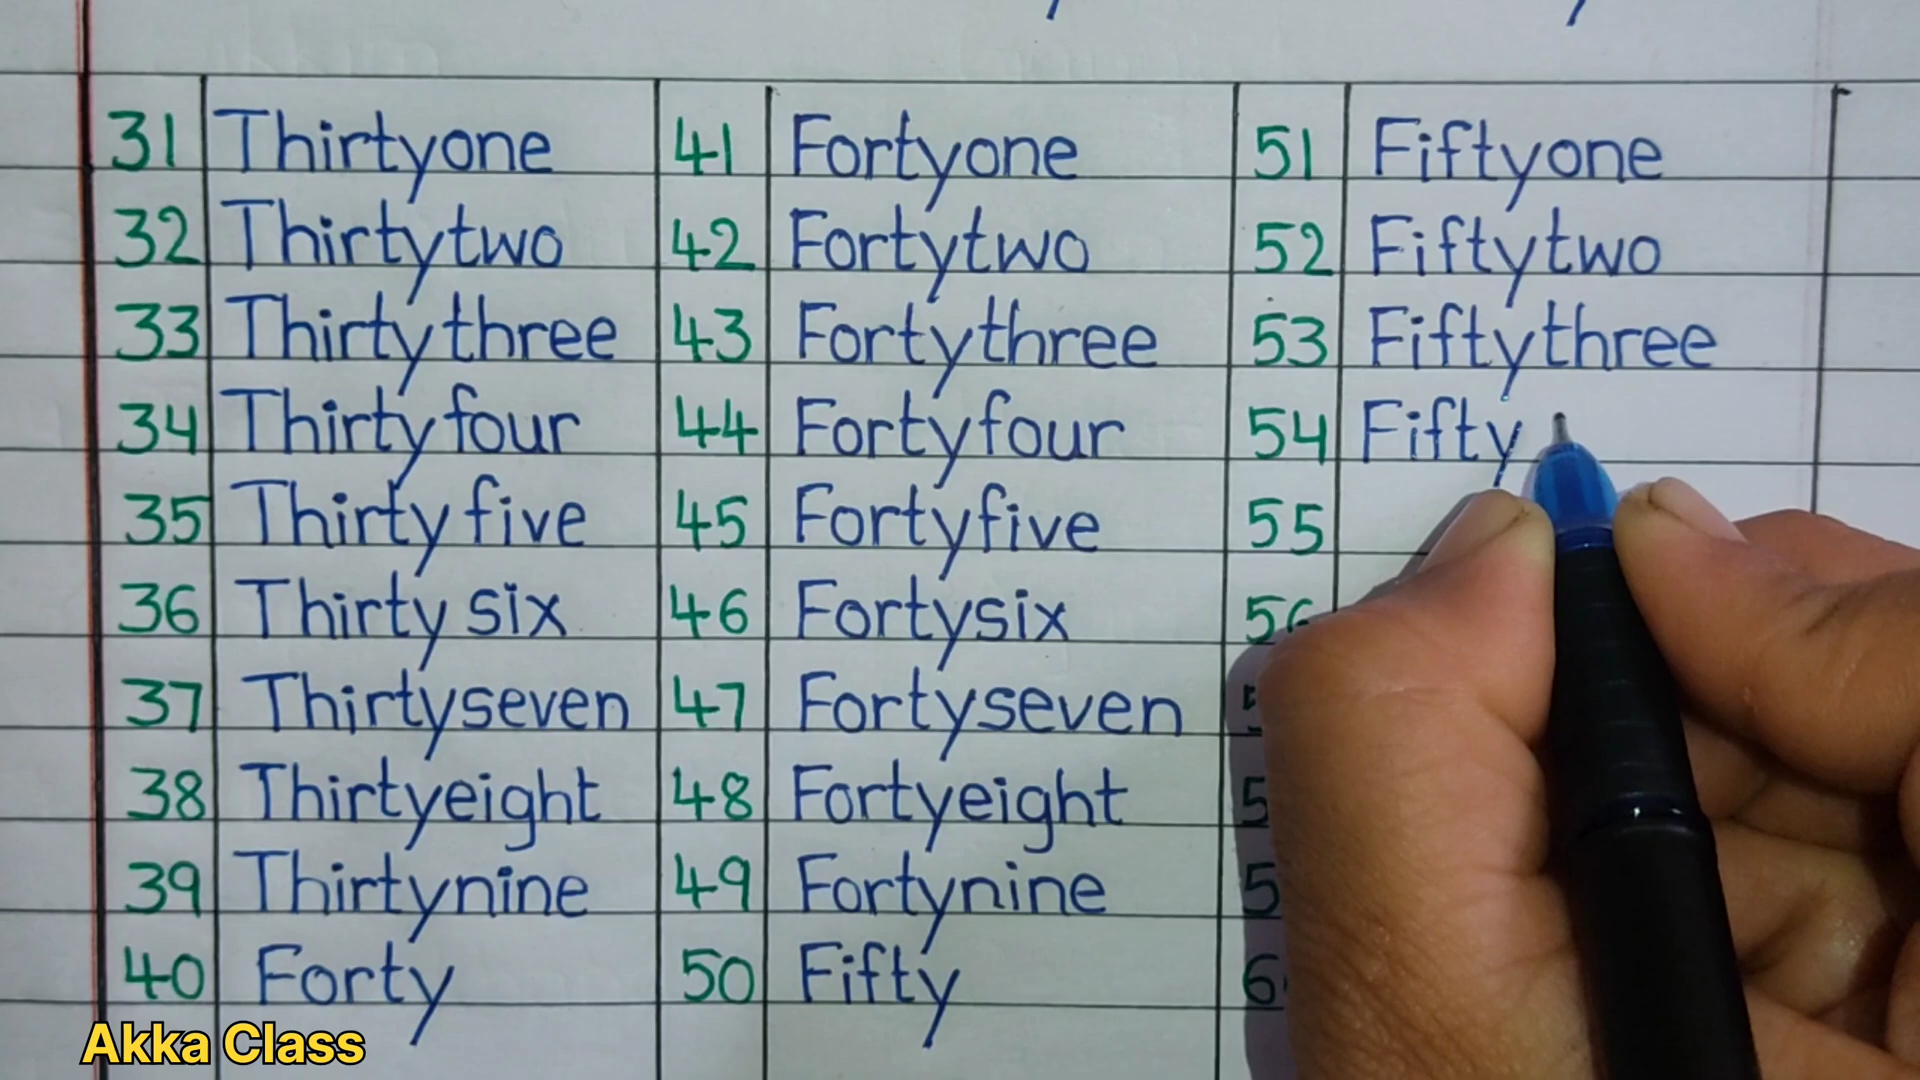 31 Thirtyone 41 Fortyone 51 Fiftyone
32 Thirtytwo 42 Fortytwo 52 Fiftytwo
33 Thirtythree 43 Fortythree 53 Fiftythree
34 Thirtyfour 44 Fortyfour 54 Fifty
35 Thirtyfive 45 Fortyfive 55
36 Thirtysix 46 Fortysix 56
37 Thirtyseven 47 Fortyseven
38 Thirtyeight 48 Fortyeight
39 Thirtynine 49 Fortynine
40 Forty 50 Fifty
Akka Class